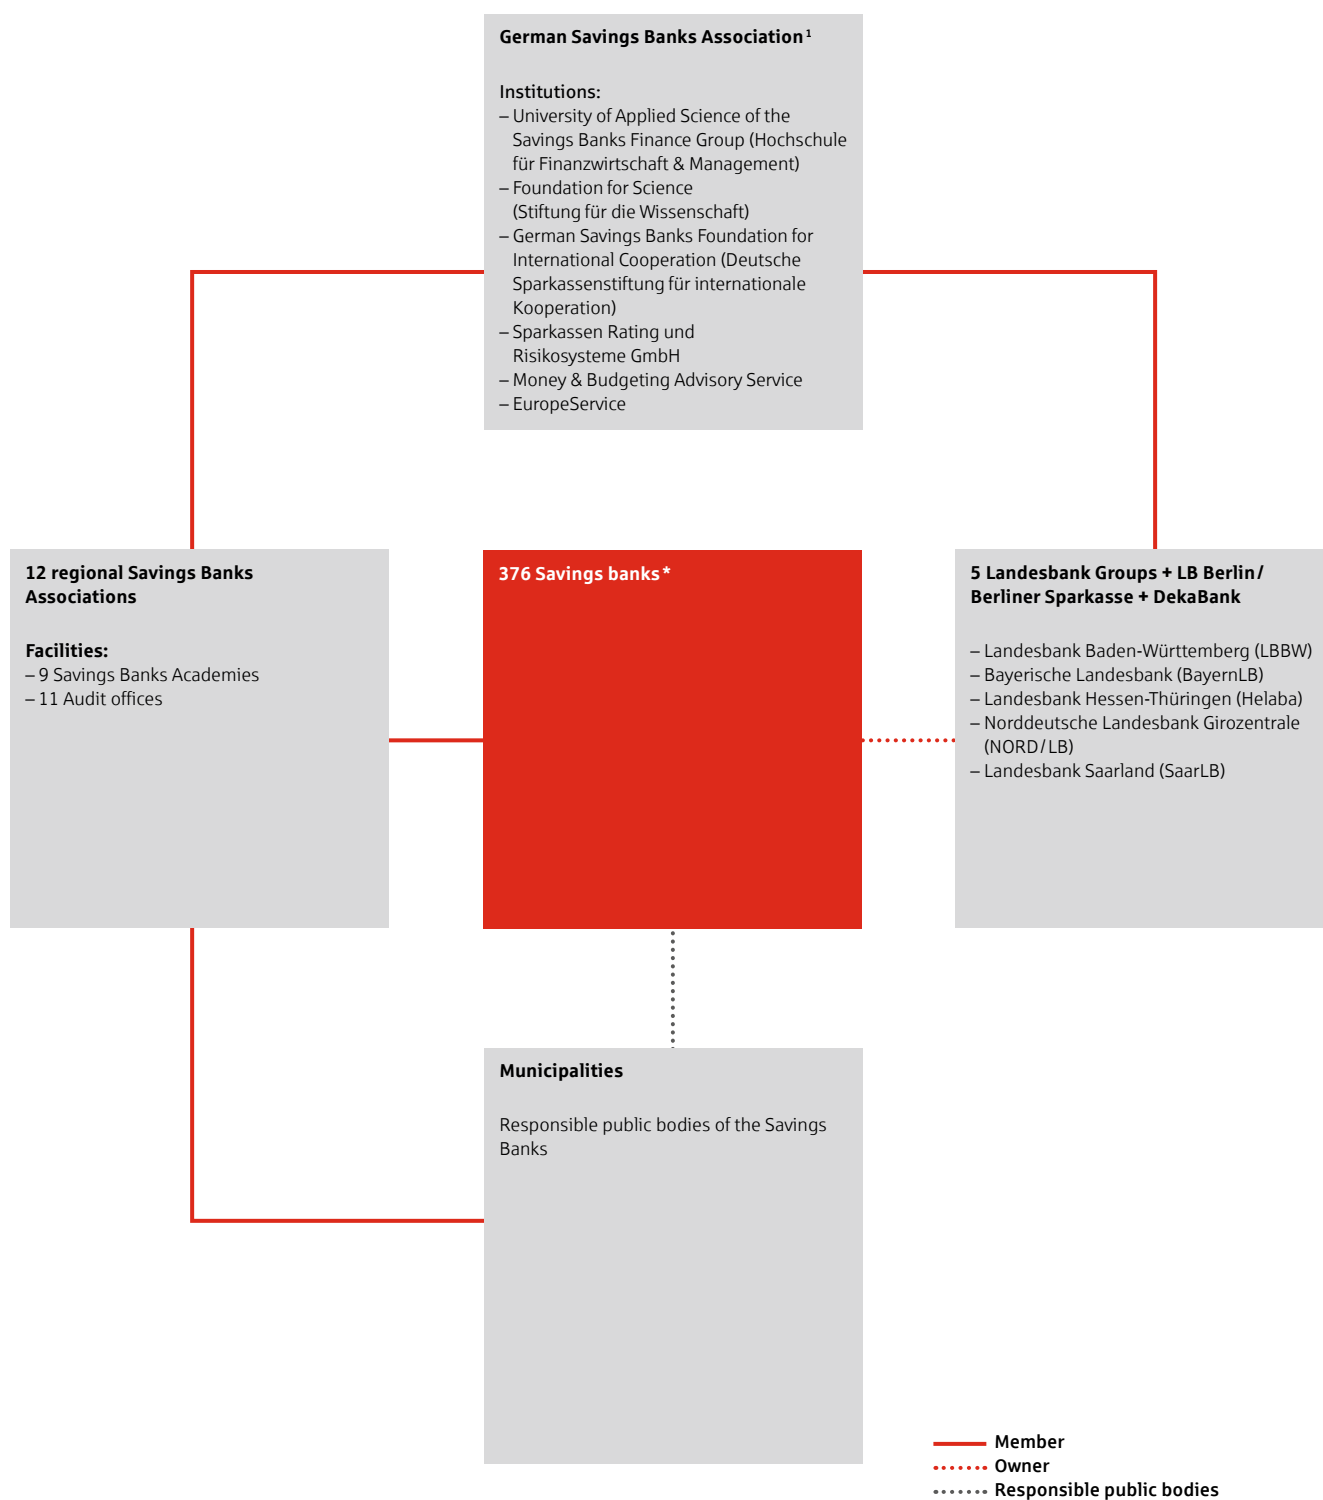 German Savings Banks Association¹
Institutions:
– University of Applied Science of the
Savings Banks Finance Group (Hochschule
für Finanzwirtschaft & Management)
– Foundation for Science
(Stiftung für die Wissenschaft)
– German Savings Banks Foundation for
International Cooperation (Deutsche
Sparkassenstiftung für internationale
Kooperation)
– Sparkassen Rating und
Risikosysteme GmbH
– Money & Budgeting Advisory Service
– EuropeService
12 regional Savings Banks
Associations
Facilities:
– 9 Savings Banks Academies
– 11 Audit offices
376 Savings banks*
5 Landesbank Groups + LB Berlin/
Berliner Sparkasse + DekaBank
– Landesbank Baden-Württemberg (LBBW)
– Bayerische Landesbank (BayernLB)
– Landesbank Hessen-Thüringen (Helaba)
– Norddeutsche Landesbank Girozentrale
(NORD/LB)
– Landesbank Saarland (SaarLB)
Municipalities
Responsible public bodies of the Savings
Banks
Member
Owner
Responsible public bodies